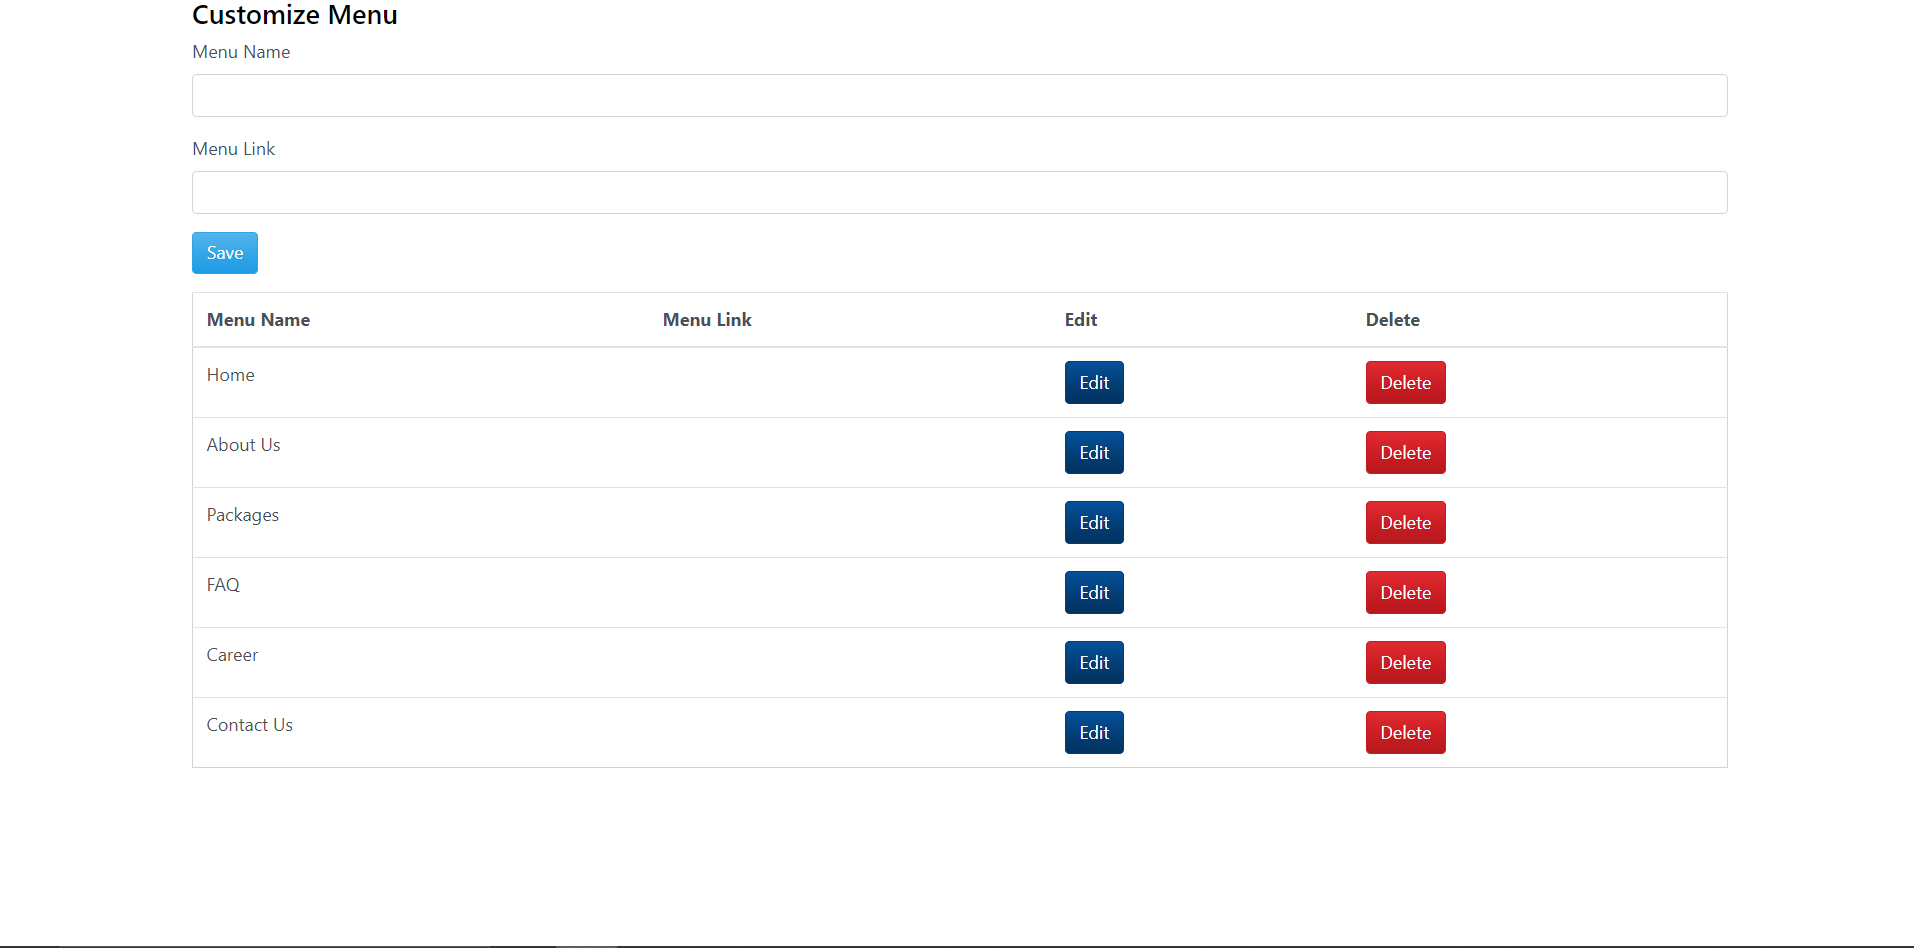 Customize Menu
Menu Name
Menu Link
Save
Menu Name Menu Link Edit Delete
Home Edit Delete
About Us Edit Delete
Packages Edit Delete
FAQ Edit Delete
Career Edit Delete
Contact Us Edit Delete